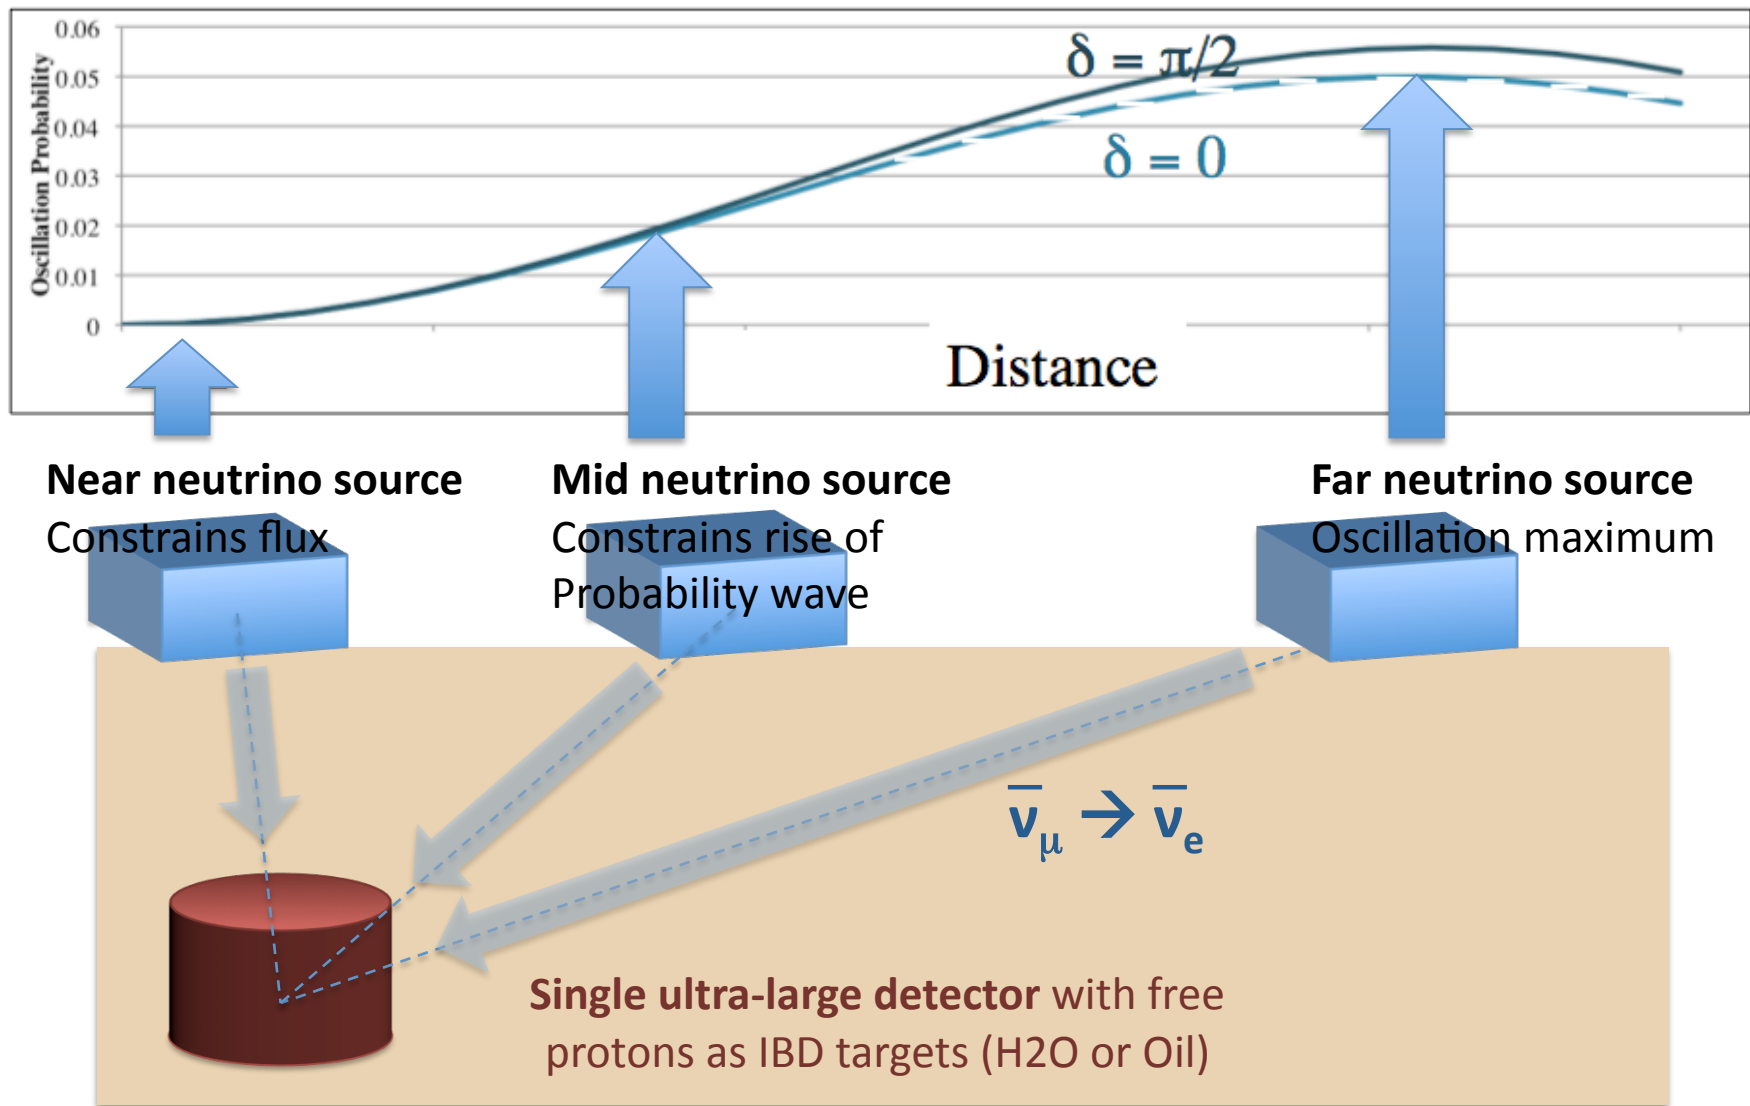 0.06
0.05
0.04
0.03
0.02
0.01
0
Oscillation Probability
δ = π/2
δ = 0
Distance
Near neutrino source
Constrains flux
Mid neutrino source
Constrains rise of
Probability wave
Far neutrino source
Oscillation maximum
ν̅μ → ν̅e
Single ultra-large detector with free
protons as IBD targets (H2O or Oil)